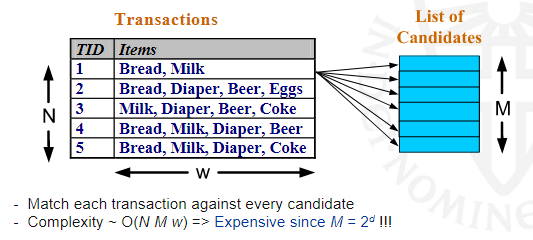 Transactions
List of
Candidates
TID Items
1 Bread, Milk
2 Bread, Diaper, Beer, Eggs
3 Milk, Diaper, Beer, Coke
4 Bread, Milk, Diaper, Beer
5 Bread, Milk, Diaper, Coke
N
M
W
- Match each transaction against every candidate
- Complexity ~ O(N M w) => Expensive since M = 2ᵈ !!!